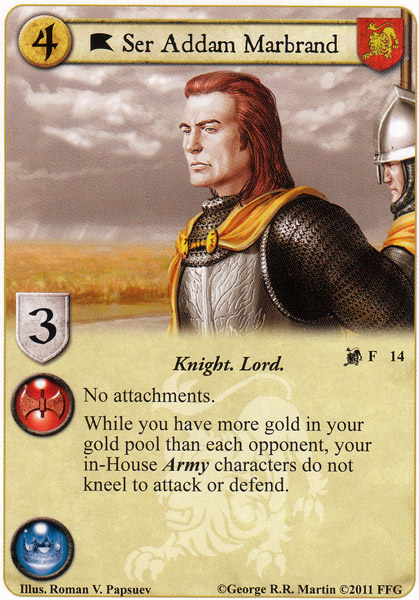 4
Ser Addam Marbrand
3
Knight. Lord.
F 14
No attachments.
While you have more gold in your
gold pool than each opponent, your
in-House Army characters do not
kneel to attack or defend.
Illus. Roman V. Papsuev
©George R.R. Martin ©2011 FFG